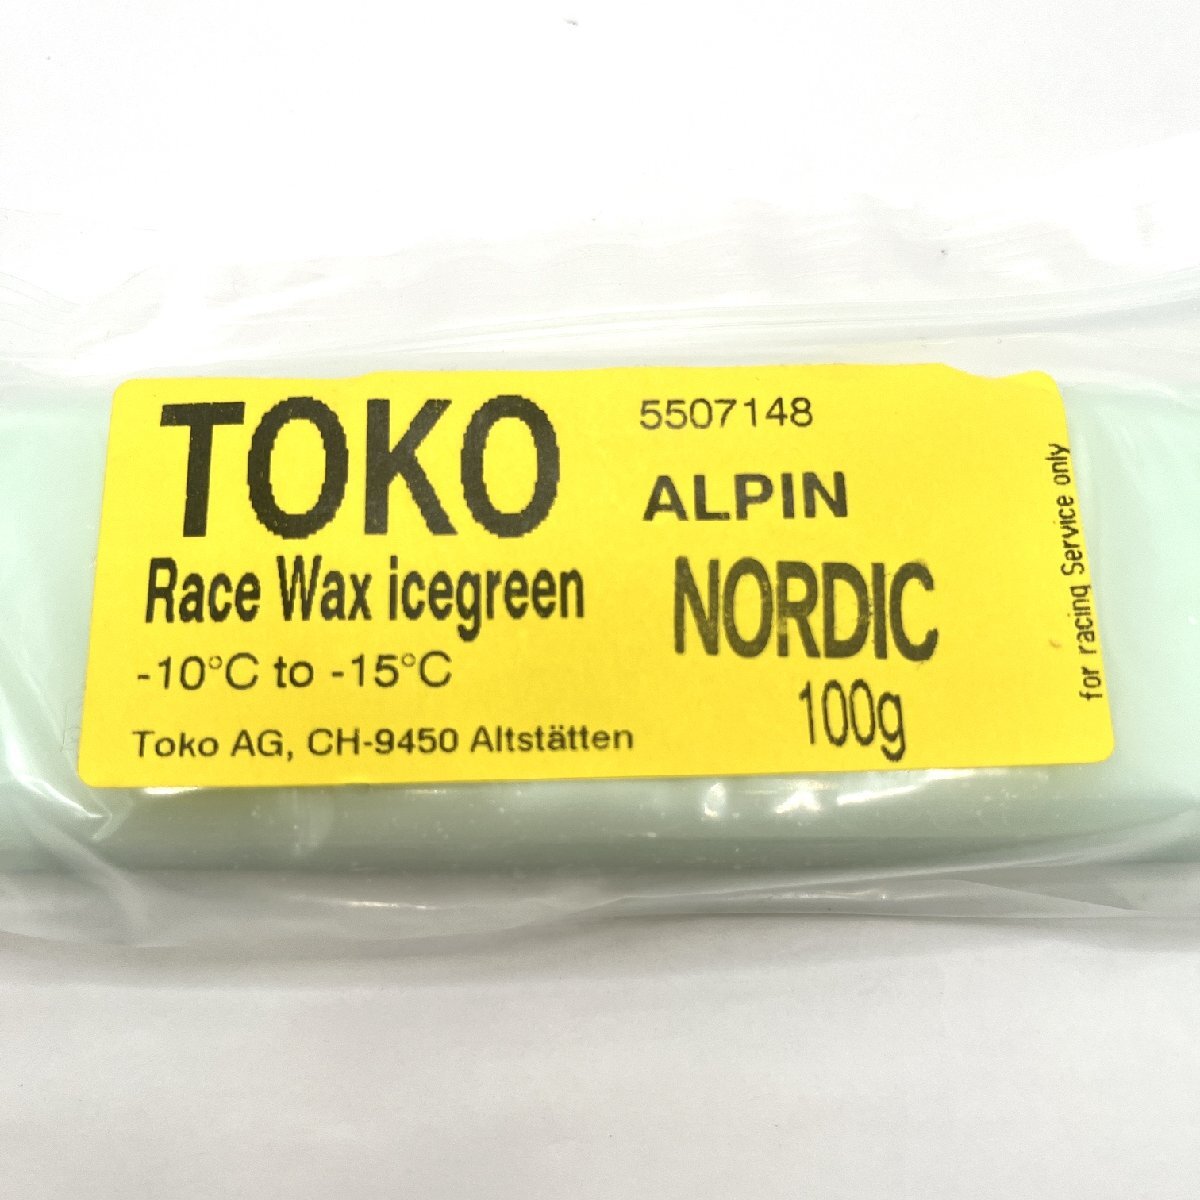 TOKO
Race Wax icegreen
-10°C to -15°C
Toko AG, CH-9450 Altstätten
5507148
ALPIN
NORDIC
100g
for racing Service only